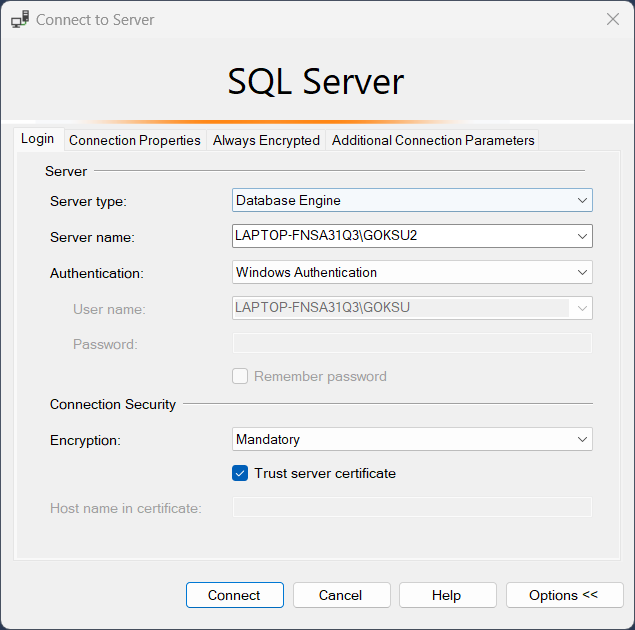 Connect to Server
SQL Server
Login Connection Properties Always Encrypted Additional Connection Parameters
Server
Server type: Database Engine
Server name: LAPTOP-FNSA31Q3\GOKSU2
Authentication: Windows Authentication
User name: LAPTOP-FNSA31Q3\GOKSU
Password:
Remember password
Connection Security
Encryption: Mandatory
Trust server certificate
Host name in certificate:
Connect Cancel Help Options <<